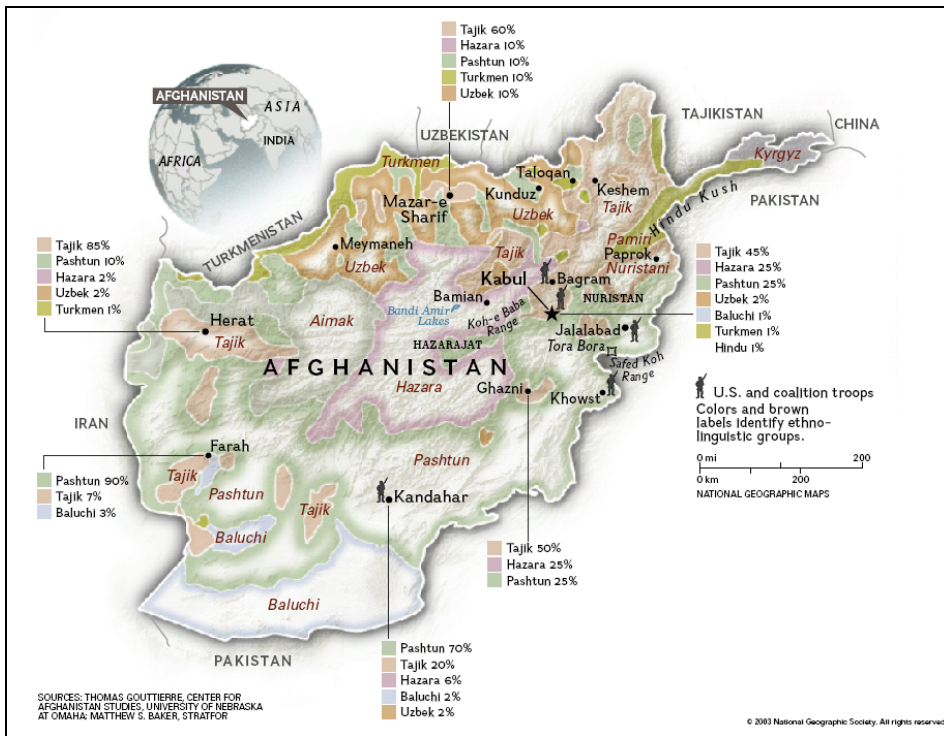 Tajik 60%
Hazara 10%
Pashtun 10%
Turkmen 10%
Uzbek 10%
AFGHANISTAN
ASIA
INDIA
AFRICA
UZBEKISTAN
TAJIKISTAN
CHINA
Kyrgyz
PAKISTAN
Hindu Kush
TURKMENISTAN
Turkmen
Mazar-e
Sharif
Kunduz
Taloqan
Keshem
Uzbek
Tajik
Pamiri
Paprok
Nuristani
Meymaneh
Uzbek
Tajik
Kabul
Bagram
NURISTAN
Bamian
Bandi Amir
Lakes
Koh-e Baba
Range
HAZARAJAT
Aimak
Herat
Tajik
Jalalabad
Tora Bora
Safed Koh
Range
AFGHANISTAN
Hazara
Ghazni
Khowst
IRAN
Farah
Tajik
Pashtun
Pashtun
Tajik
Kandahar
Baluchi
Baluchi
PAKISTAN
Tajik 85%
Pashtun 10%
Hazara 2%
Uzbek 2%
Turkmen 1%
Tajik 45%
Hazara 25%
Pashtun 25%
Uzbek 2%
Baluchi 1%
Turkmen 1%
Hindu 1%
U.S. and coalition troops
Colors and brown
labels identify ethno-
linguistic groups.
0 mi 200
0 km 200
NATIONAL GEOGRAPHIC MAPS
Pashtun 90%
Tajik 7%
Baluchi 3%
Tajik 50%
Hazara 25%
Pashtun 25%
Pashtun 70%
Tajik 20%
Hazara 6%
Baluchi 2%
Uzbek 2%
SOURCES: THOMAS GOUTTIERRE, CENTER FOR
AFGHANISTAN STUDIES, UNIVERSITY OF NEBRASKA
AT OMAHA; MATTHEW S. BAKER, STRATFOR
© 2003 National Geographic Society. All rights reserved